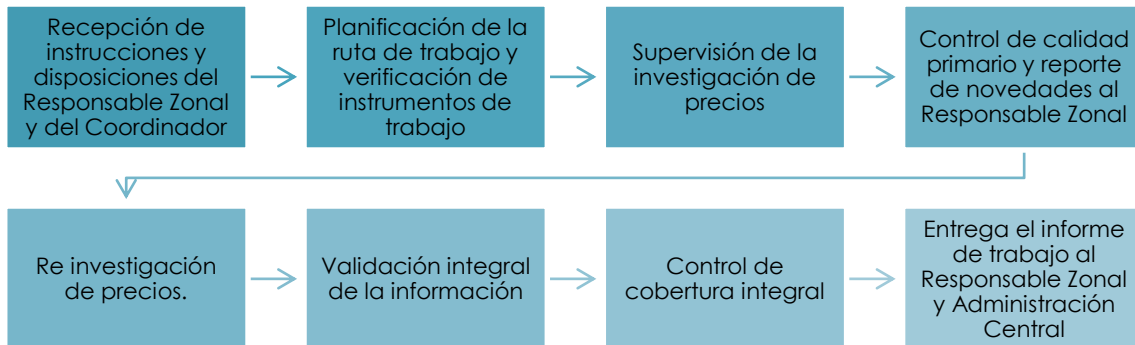 Recepción de
instrucciones y
disposiciones del
Responsable Zonal
y del Coordinador
Planificación de la
ruta de trabajo y
verificación de
instrumentos de
trabajo
Supervisión de la
investigación de
precios
Control de calidad
primario y reporte
de novedades al
Responsable Zonal
Re investigación
de precios.
Validación integral
de la información
Control de
cobertura integral
Entrega el informe
de trabajo al
Responsable Zonal
y Administración
Central